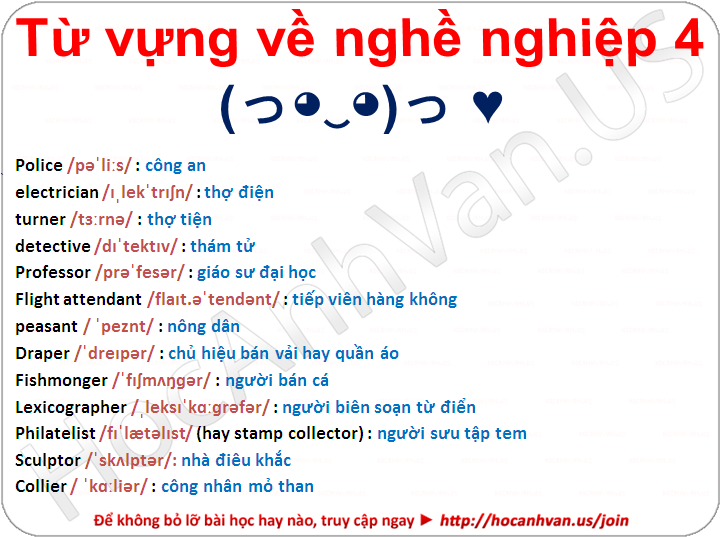 Từ vựng về nghề nghiệp 4
(っ◕‿◕)っ ♥
Police /pəˈliːs/ : công an
electrician /ɪˌlekˈtrɪʃn/ : thợ điện
turner /tɜːrnə/ : thợ tiện
detective /dɪˈtektɪv/ : thám tử
Professor /prəˈfesər/ : giáo sư đại học
Flight attendant /flaɪt.əˈtendənt/ : tiếp viên hàng không
peasant / ˈpeznt/ : nông dân
Draper /ˈdreɪpər/ : chủ hiệu bán vải hay quần áo
Fishmonger /ˈfɪʃmʌŋgər/ : người bán cá
Lexicographer /ˌleksɪˈkɑːgrəfər/ : người biên soạn từ điển
Philatelist /fɪˈlætəlɪst/ (hay stamp collector) : người sưu tập tem
Sculptor /ˈskʌlptər/: nhà điêu khắc
Collier / ˈkɑːliər/ : công nhân mỏ than
Để không bỏ lỡ bài học hay nào, truy cập ngay ► http://hocanhvan.us/join
HocAnhVan.US